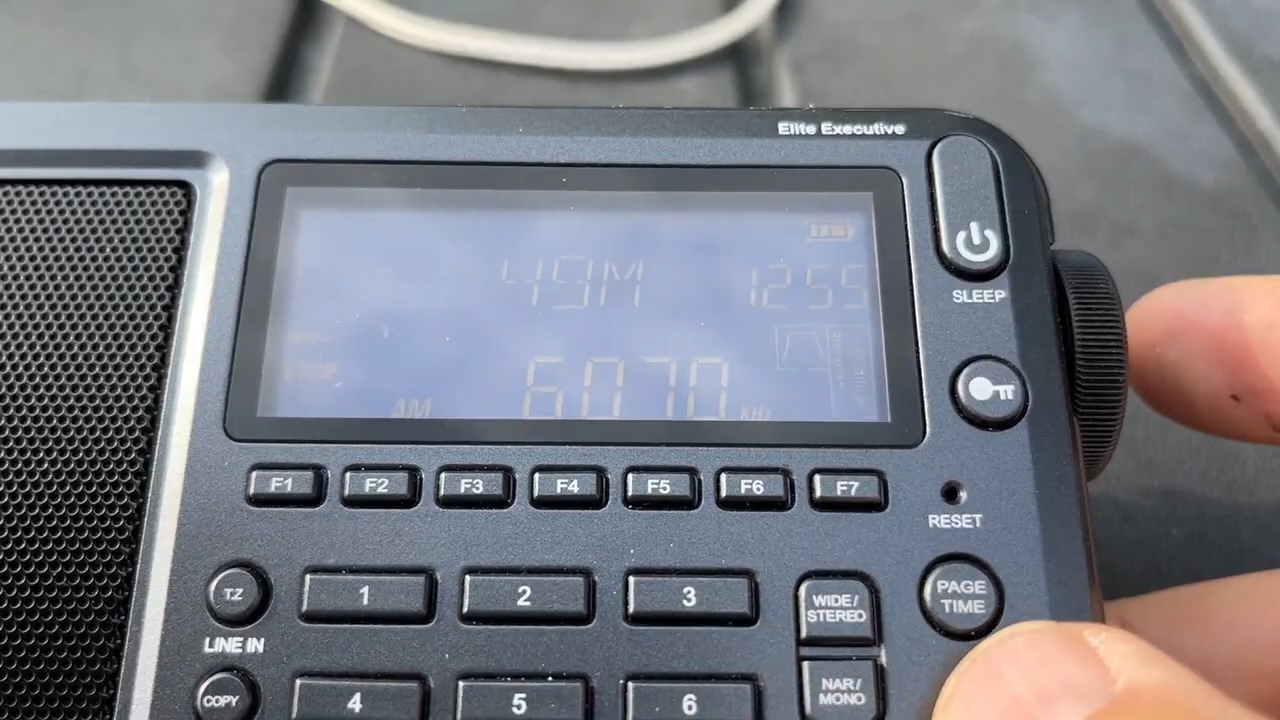 Elite Executive
49M
1255
AM
6070
KHz
SLEEP
F1
F2
F3
F4
F5
F6
F7
RESET
T.Z
1
2
3
WIDE/
STEREO
PAGE
TIME
LINE IN
COPY
4
5
6
NAR/
MONO